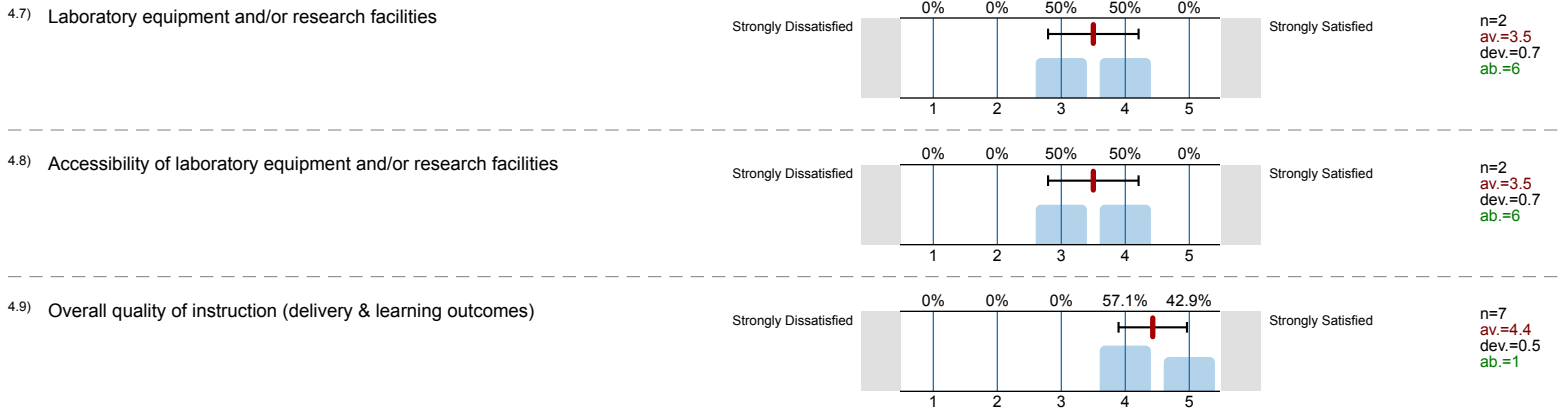 4.7) Laboratory equipment and/or research facilities
0% 0% 50% 50% 0%
Strongly Dissatisfied Strongly Satisfied
n=2
av.=3.5
dev.=0.7
ab.=6
1 2 3 4 5
4.8) Accessibility of laboratory equipment and/or research facilities
0% 0% 50% 50% 0%
Strongly Dissatisfied Strongly Satisfied
n=2
av.=3.5
dev.=0.7
ab.=6
1 2 3 4 5
4.9) Overall quality of instruction (delivery & learning outcomes)
0% 0% 0% 57.1% 42.9%
Strongly Dissatisfied Strongly Satisfied
n=7
av.=4.4
dev.=0.5
ab.=1
1 2 3 4 5